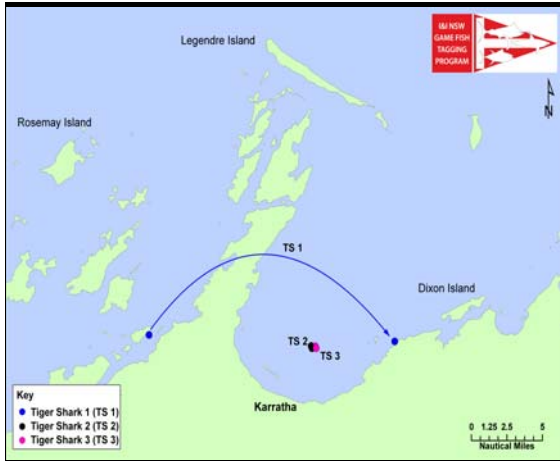 I&I NSW
GAME FISH
TAGGING
PROGRAM
Legendre Island
N
Rosemay Island
TS 1
Dixon Island
TS 2
TS 3
Karratha
Key
Tiger Shark 1 (TS 1)
Tiger Shark 2 (TS 2)
Tiger Shark 3 (TS 3)
0 1.25 2.5 5
Nautical Miles